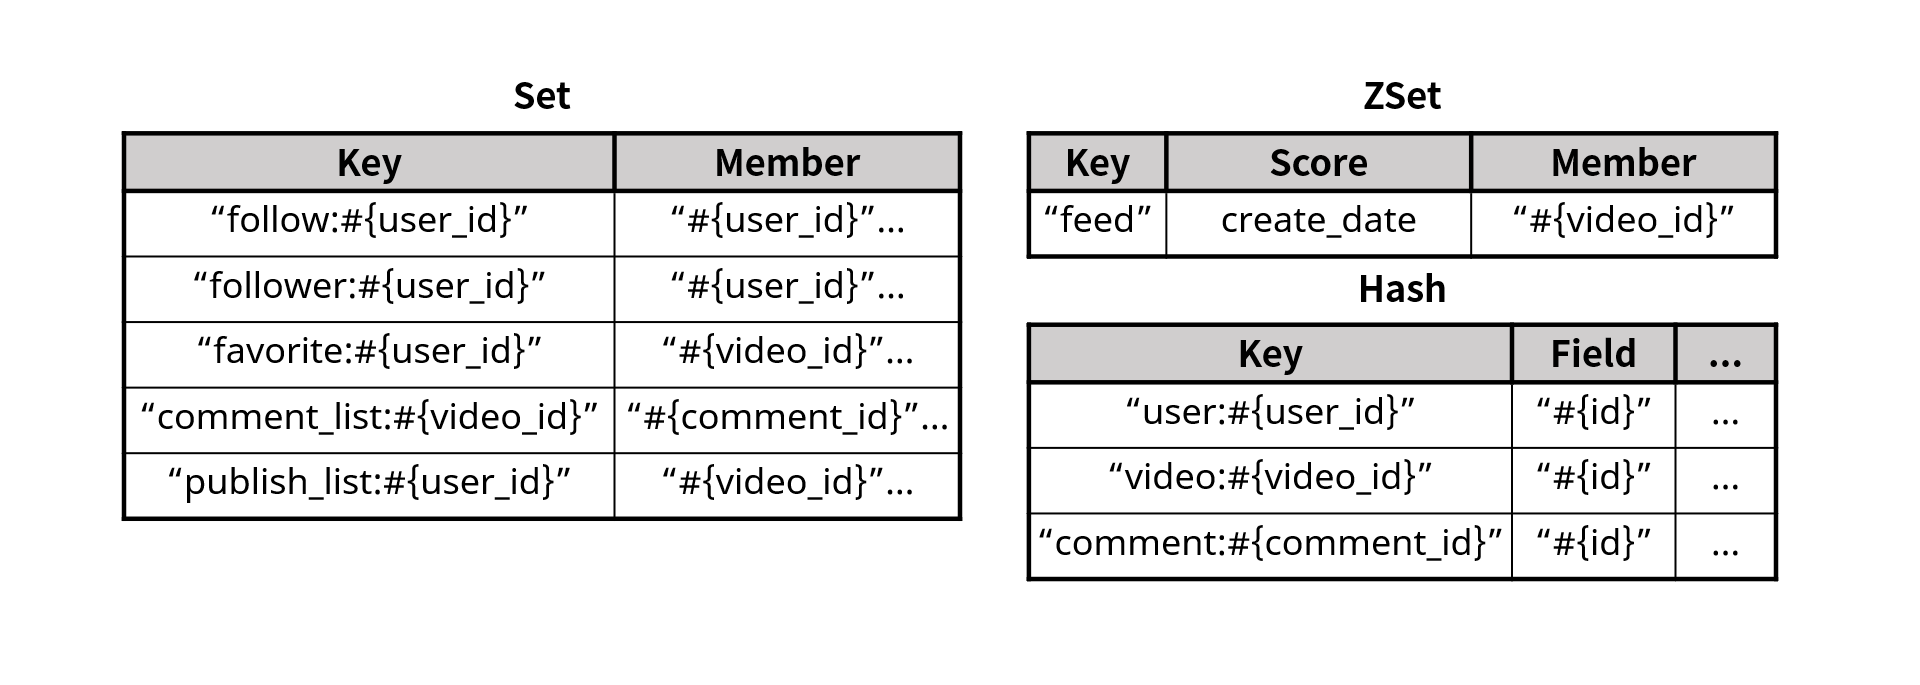 Set
Key Member
“follow:#{user_id}” “#{user_id}”...
“follower:#{user_id}” “#{user_id}”...
“favorite:#{user_id}” “#{video_id}”...
“comment_list:#{video_id}” “#{comment_id}”...
“publish_list:#{user_id}” “#{video_id}”...
ZSet
Key Score Member
“feed” create_date “#{video_id}”
Hash
Key Field ...
“user:#{user_id}” “#{id}” ...
“video:#{video_id}” “#{id}” ...
“comment:#{comment_id}” “#{id}” ...